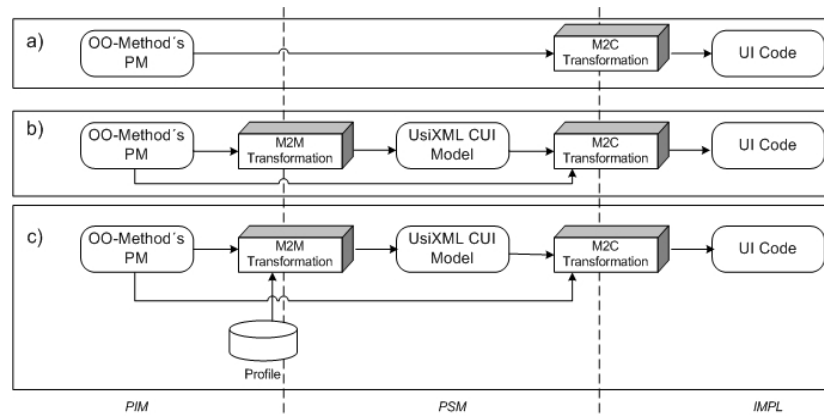 a)
OO-Method´s
PM
M2C
Transformation
UI Code
b)
OO-Method´s
PM
M2M
Transformation
UsiXML CUI
Model
M2C
Transformation
UI Code
c)
OO-Method´s
PM
M2M
Transformation
UsiXML CUI
Model
M2C
Transformation
UI Code
Profile
PIM
PSM
IMPL